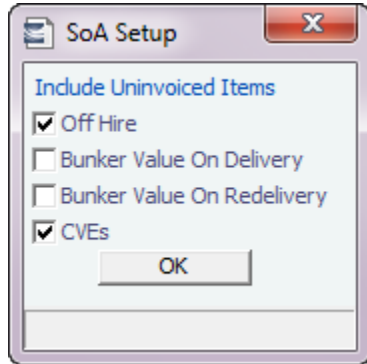 SoA Setup
Include Uninvoiced Items
Off Hire
Bunker Value On Delivery
Bunker Value On Redelivery
CVEs
OK